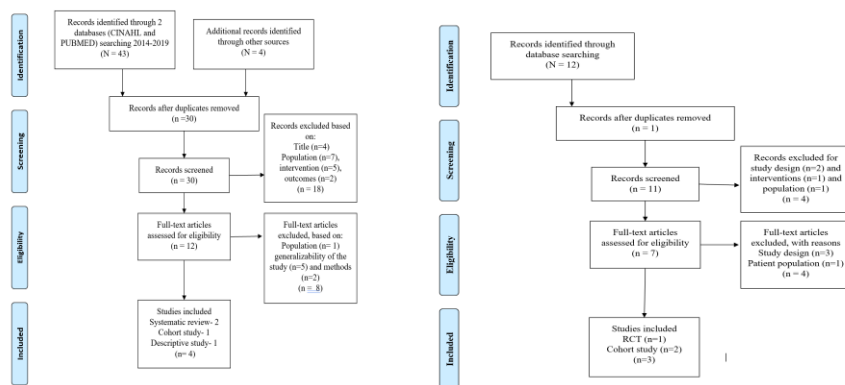 Identification
Records identified through 2
databases (CINAHL and
and PUBMED) searching 2014-2019
(N = 43)
Additional records identified
through other sources
(N = 4)
Screening
Records after duplicates removed
(n =30)
Records screened
(n = 30)
Records excluded based
on:
Title (n=4)
Population (n=7),
intervention (n=5),
outcomes (n=2)
(n = 18)
Eligibility
Full-text articles
assessed for eligibility
(n = 12)
Full-text articles
excluded, based on:
Population (n= 1)
generalizability of the
study (n=5) and methods
(n=2)
(n = 8)
Included
Studies included
Systematic review- 2
Cohort study- 1
Descriptive study- 1
(n= 4)
Identification
Records identified through
database searching
(N = 12)
Screening
Records after duplicates removed
(n = 1)
Records screened
(n = 11)
Records excluded for
study design (n=2) and
interventions (n=1) and
population (n=1)
(n = 4)
Eligibility
Full-text articles
assessed for eligibility
(n = 7)
Full-text articles
excluded, with reasons
Study design (n=3)
Patient population (n=1)
(n = 4)
Included
Studies included
RCT (n=1)
Cohort study (n=2)
(n=3)